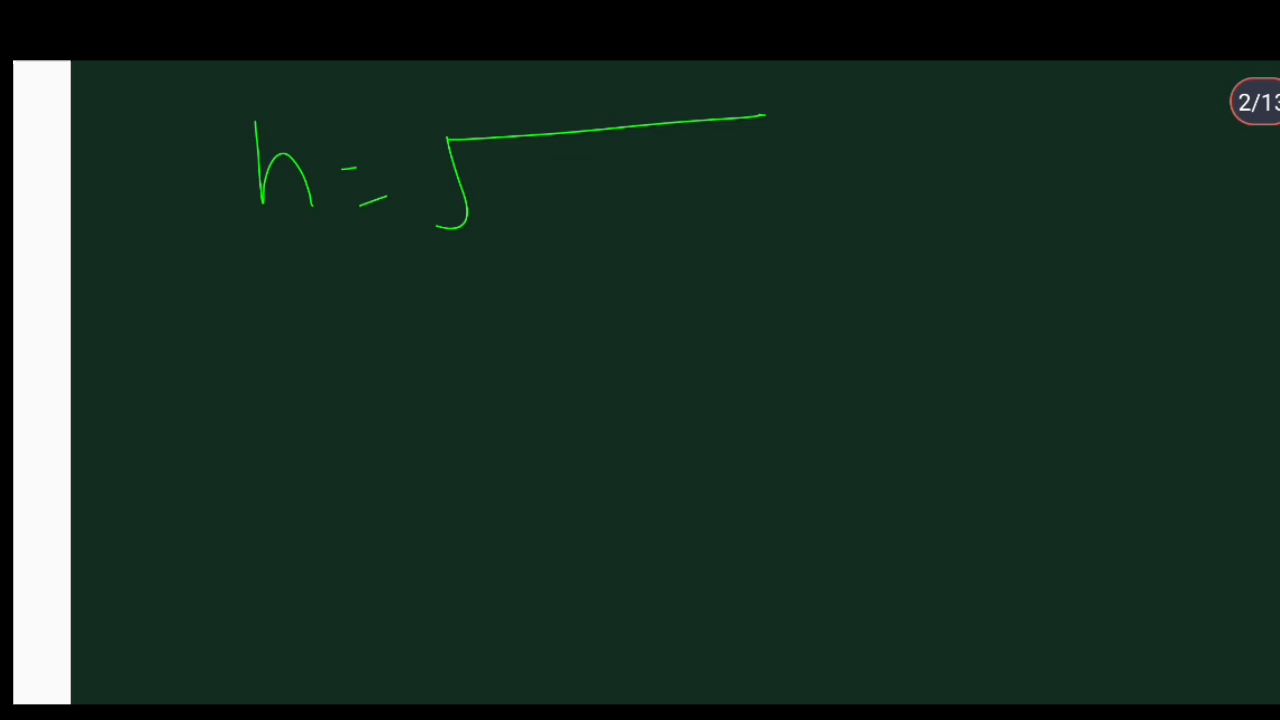 2/13
h = √